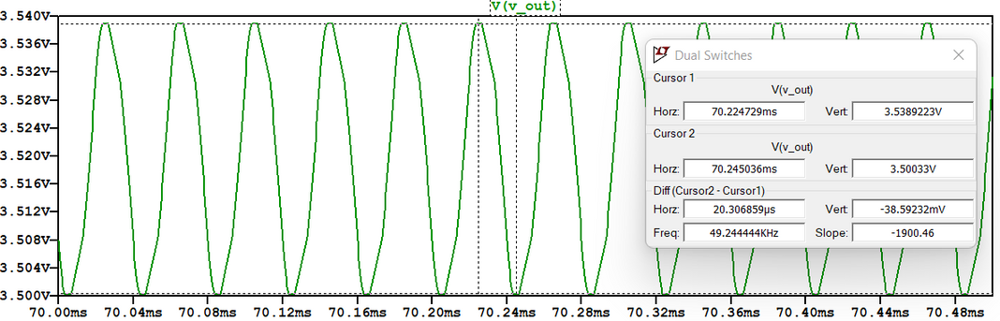 V(v_out)
3.540V
3.536V
3.532V
3.528V
3.524V
3.520V
3.516V
3.512V
3.508V
3.504V
3.500V
70.00ms 70.04ms 70.08ms 70.12ms 70.16ms 70.20ms 70.24ms 70.28ms 70.32ms 70.36ms 70.40ms 70.44ms 70.48ms
Dual Switches
Cursor 1
V(v_out)
Horz: 70.224729ms Vert: 3.5389223V
Cursor 2
V(v_out)
Horz: 70.245036ms Vert: 3.50033V
Diff (Cursor2 - Cursor1)
Horz: 20.306859µs Vert: -38.59232mV
Freq: 49.244444KHz Slope: -1900.46